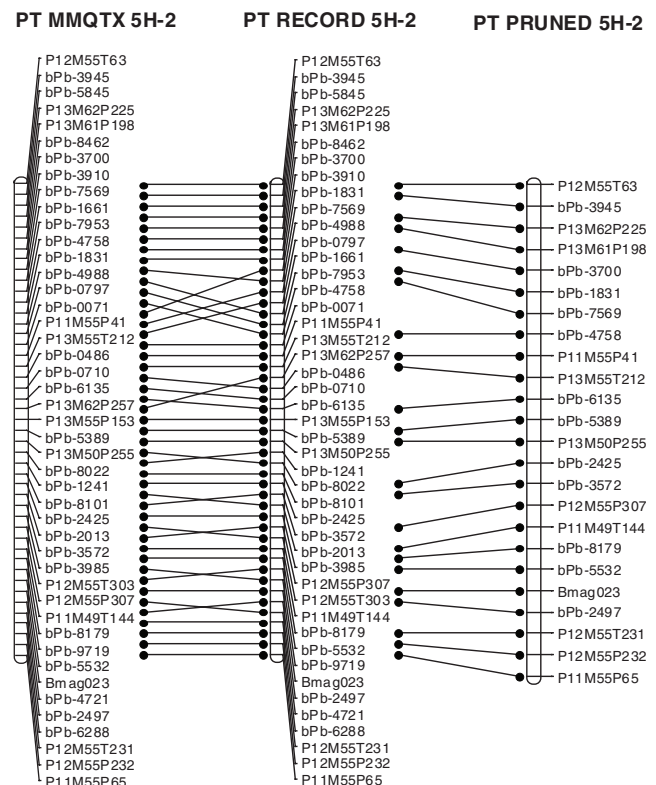 PT MMQTX 5H-2
P12M55T63
bPb-3945
bPb-5845
P13M62P225
P13M61P198
bPb-8462
bPb-3700
bPb-3910
bPb-7569
bPb-1661
bPb-7953
bPb-4758
bPb-1831
bPb-4988
bPb-0797
bPb-0071
P11M55P41
P13M55T212
bPb-0486
bPb-0710
bPb-6135
P13M62P257
P13M55P153
bPb-5389
P13M50P255
bPb-8022
bPb-1241
bPb-8101
bPb-2425
bPb-2013
bPb-3572
bPb-3985
P12M55T303
P12M55P307
P11M49T144
bPb-8179
bPb-9719
bPb-5532
Bmag023
bPb-4721
bPb-2497
bPb-6288
P12M55T231
P12M55P232
P11M55P65
PT RECORD 5H-2
P12M55T63
bPb-3945
bPb-5845
P13M62P225
P13M61P198
bPb-8462
bPb-3700
bPb-3910
bPb-1831
bPb-7569
bPb-4988
bPb-0797
bPb-1661
bPb-7953
bPb-4758
bPb-0071
P11M55P41
P13M55T212
P13M62P257
bPb-0486
bPb-0710
bPb-6135
P13M55P153
bPb-5389
P13M50P255
bPb-1241
bPb-8022
bPb-8101
bPb-2425
bPb-3572
bPb-2013
bPb-3985
P12M55P307
P12M55T303
P11M49T144
bPb-8179
bPb-5532
bPb-9719
Bmag023
bPb-2497
bPb-4721
bPb-6288
P12M55T231
P12M55P232
P11M55P65
PT PRUNED 5H-2
P12M55T63
bPb-3945
P13M62P225
P13M61P198
bPb-3700
bPb-1831
bPb-7569
bPb-4758
P11M55P41
P13M55T212
bPb-6135
bPb-5389
P13M50P255
bPb-2425
bPb-3572
P12M55P307
P11M49T144
bPb-8179
bPb-5532
Bmag023
bPb-2497
P12M55T231
P12M55P232
P11M55P65